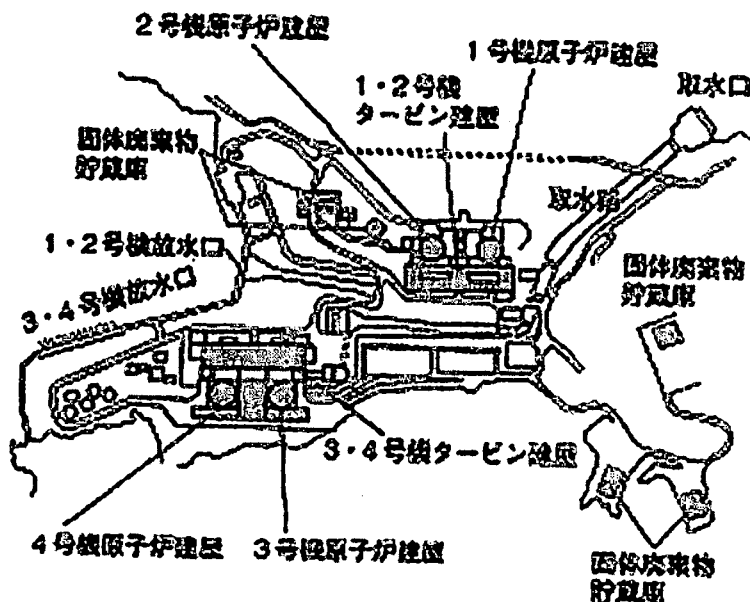 2号機原子炉建屋
1号機原子炉建屋
1・2号機
タービン建屋
取水口
固体廃棄物
貯蔵庫
取水路
1・2号機放水口
固体廃棄物
貯蔵庫
3・4号機放水口
3・4号機タービン建屋
4号機原子炉建屋
3号機原子炉建屋
固体廃棄物
貯蔵庫